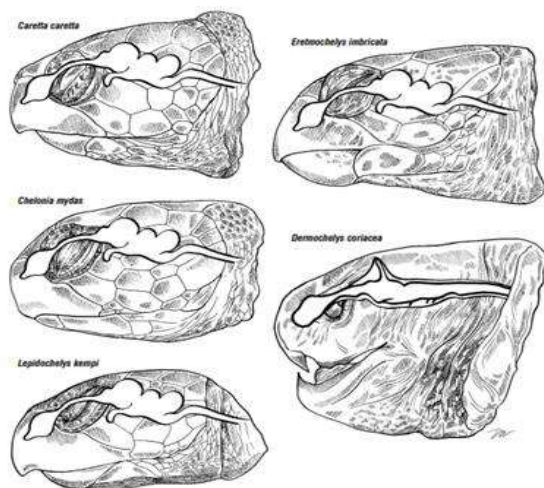 Caretta caretta
Eretmochelys imbricata
Chelonia mydas
Dermochelys coriacea
Lepidochelys kempi